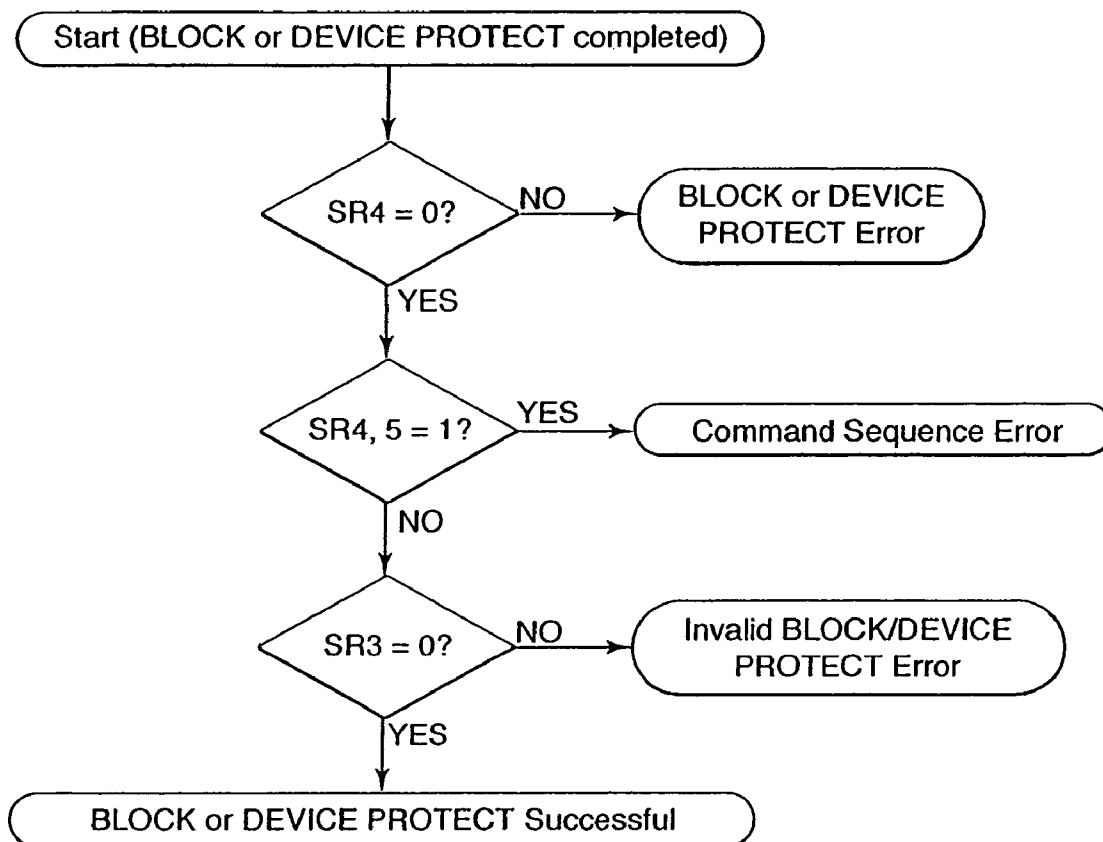 Start (BLOCK or DEVICE PROTECT completed)
SR4 = 0?
NO
BLOCK or DEVICE
PROTECT Error
YES
SR4, 5 = 1?
YES
Command Sequence Error
NO
SR3 = 0?
NO
Invalid BLOCK/DEVICE
PROTECT Error
YES
BLOCK or DEVICE PROTECT Successful